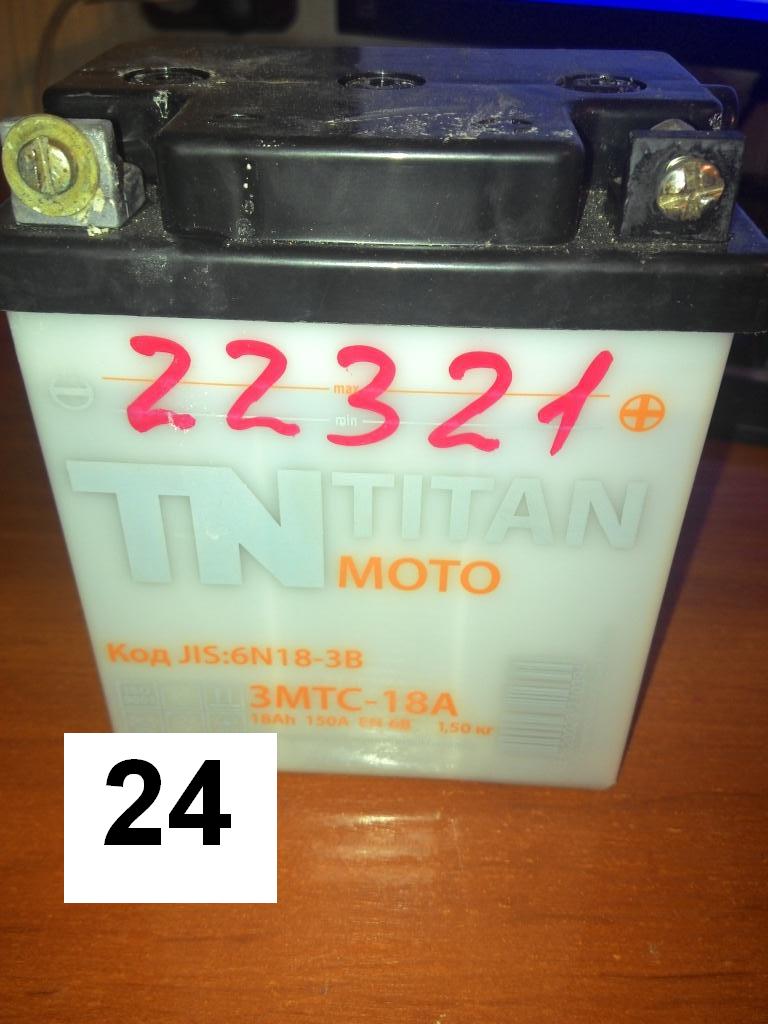 22321
max
min
TN TITAN
MOTO
Код JIS:6N18-3B
3МТС-18А
18Ah 150A EN 6В 1,50 кг
24